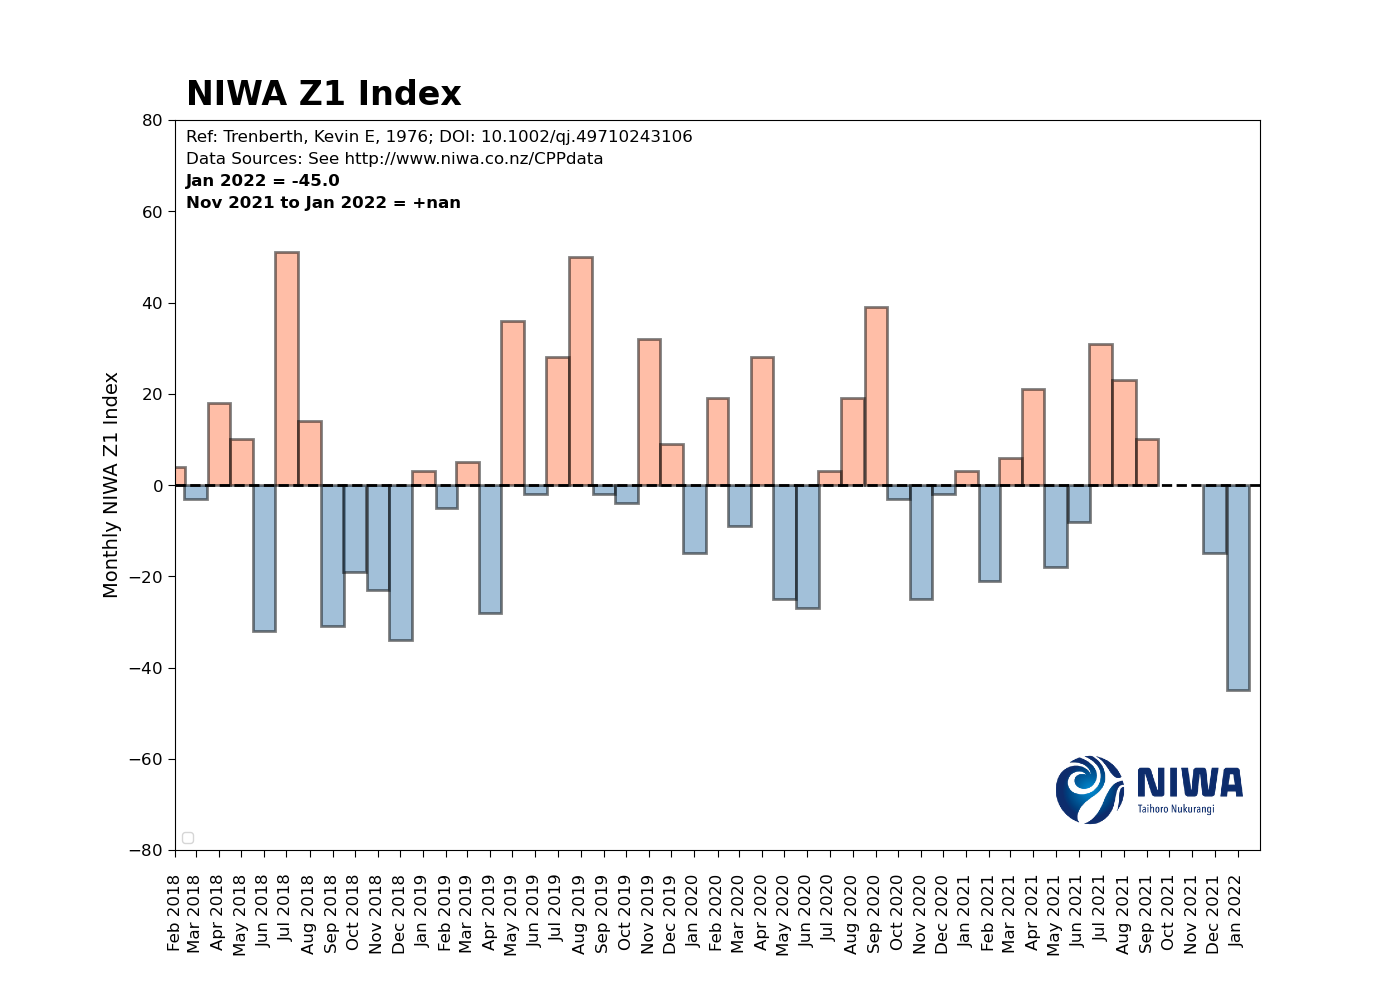 NIWA Z1 Index
Ref: Trenberth, Kevin E, 1976; DOI: 10.1002/qj.49710243106
Data Sources: See http://www.niwa.co.nz/CPPdata
Jan 2022 = -45.0
Nov 2021 to Jan 2022 = +nan
Monthly NIWA Z1 Index
80
60
40
20
0
−20
−40
−60
−80
NIWA
Taihoro Nukurangi
Feb 2018
Mar 2018
Apr 2018
May 2018
Jun 2018
Jul 2018
Aug 2018
Sep 2018
Oct 2018
Nov 2018
Dec 2018
Jan 2019
Feb 2019
Mar 2019
Apr 2019
May 2019
Jun 2019
Jul 2019
Aug 2019
Sep 2019
Oct 2019
Nov 2019
Dec 2019
Jan 2020
Feb 2020
Mar 2020
Apr 2020
May 2020
Jun 2020
Jul 2020
Aug 2020
Sep 2020
Oct 2020
Nov 2020
Dec 2020
Jan 2021
Feb 2021
Mar 2021
Apr 2021
May 2021
Jun 2021
Jul 2021
Aug 2021
Sep 2021
Oct 2021
Nov 2021
Dec 2021
Jan 2022